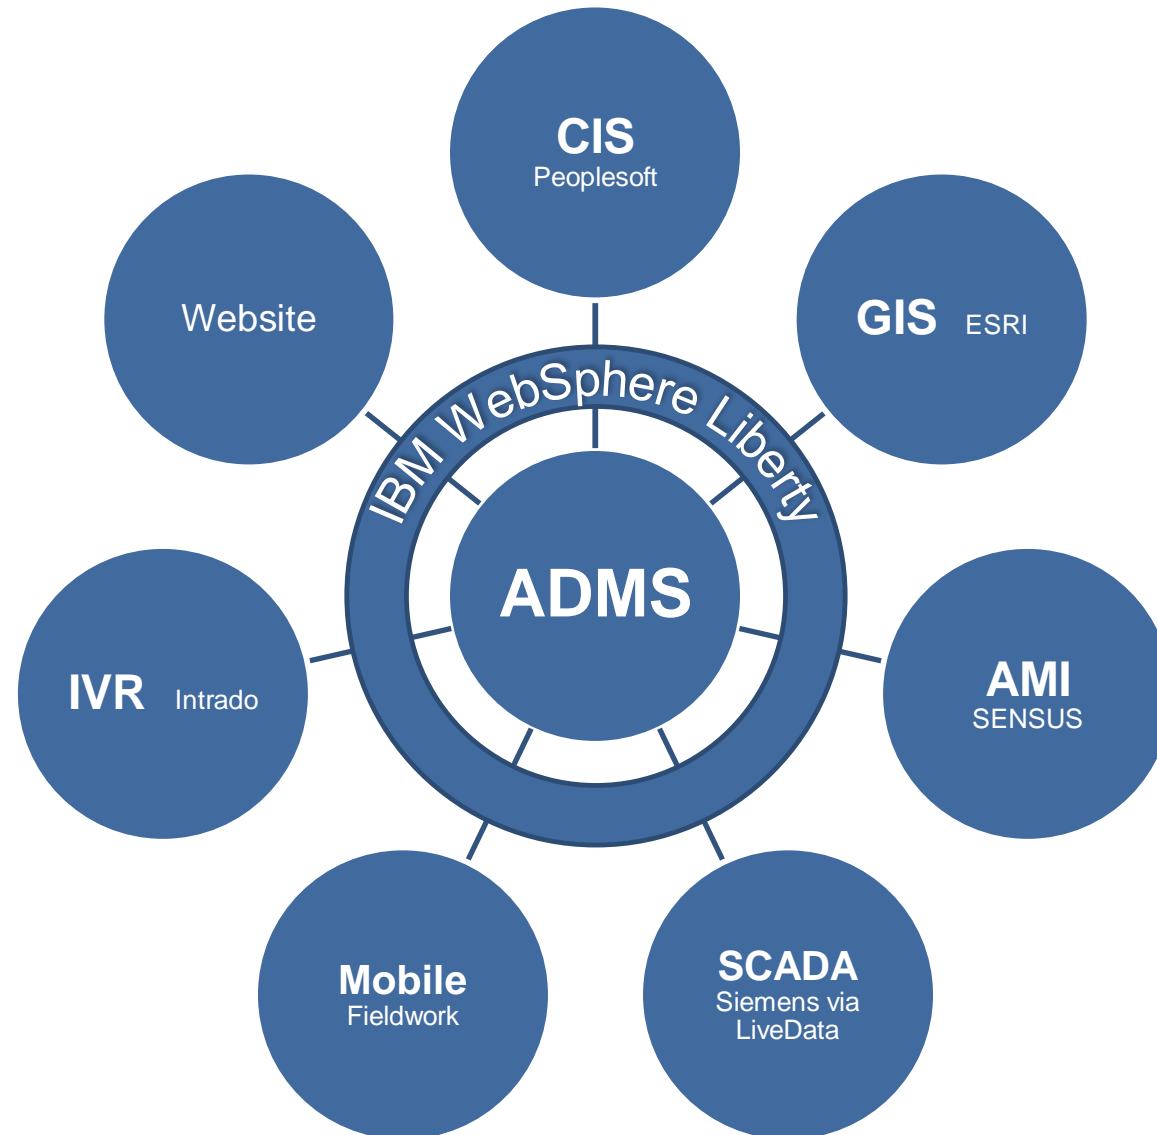 CIS
Peoplesoft
Website
GIS ESRI
IBM WebSphere Liberty
ADMS
IVR Intrado
AMI
SENSUS
Mobile
Fieldwork
SCADA
Siemens via
LiveData